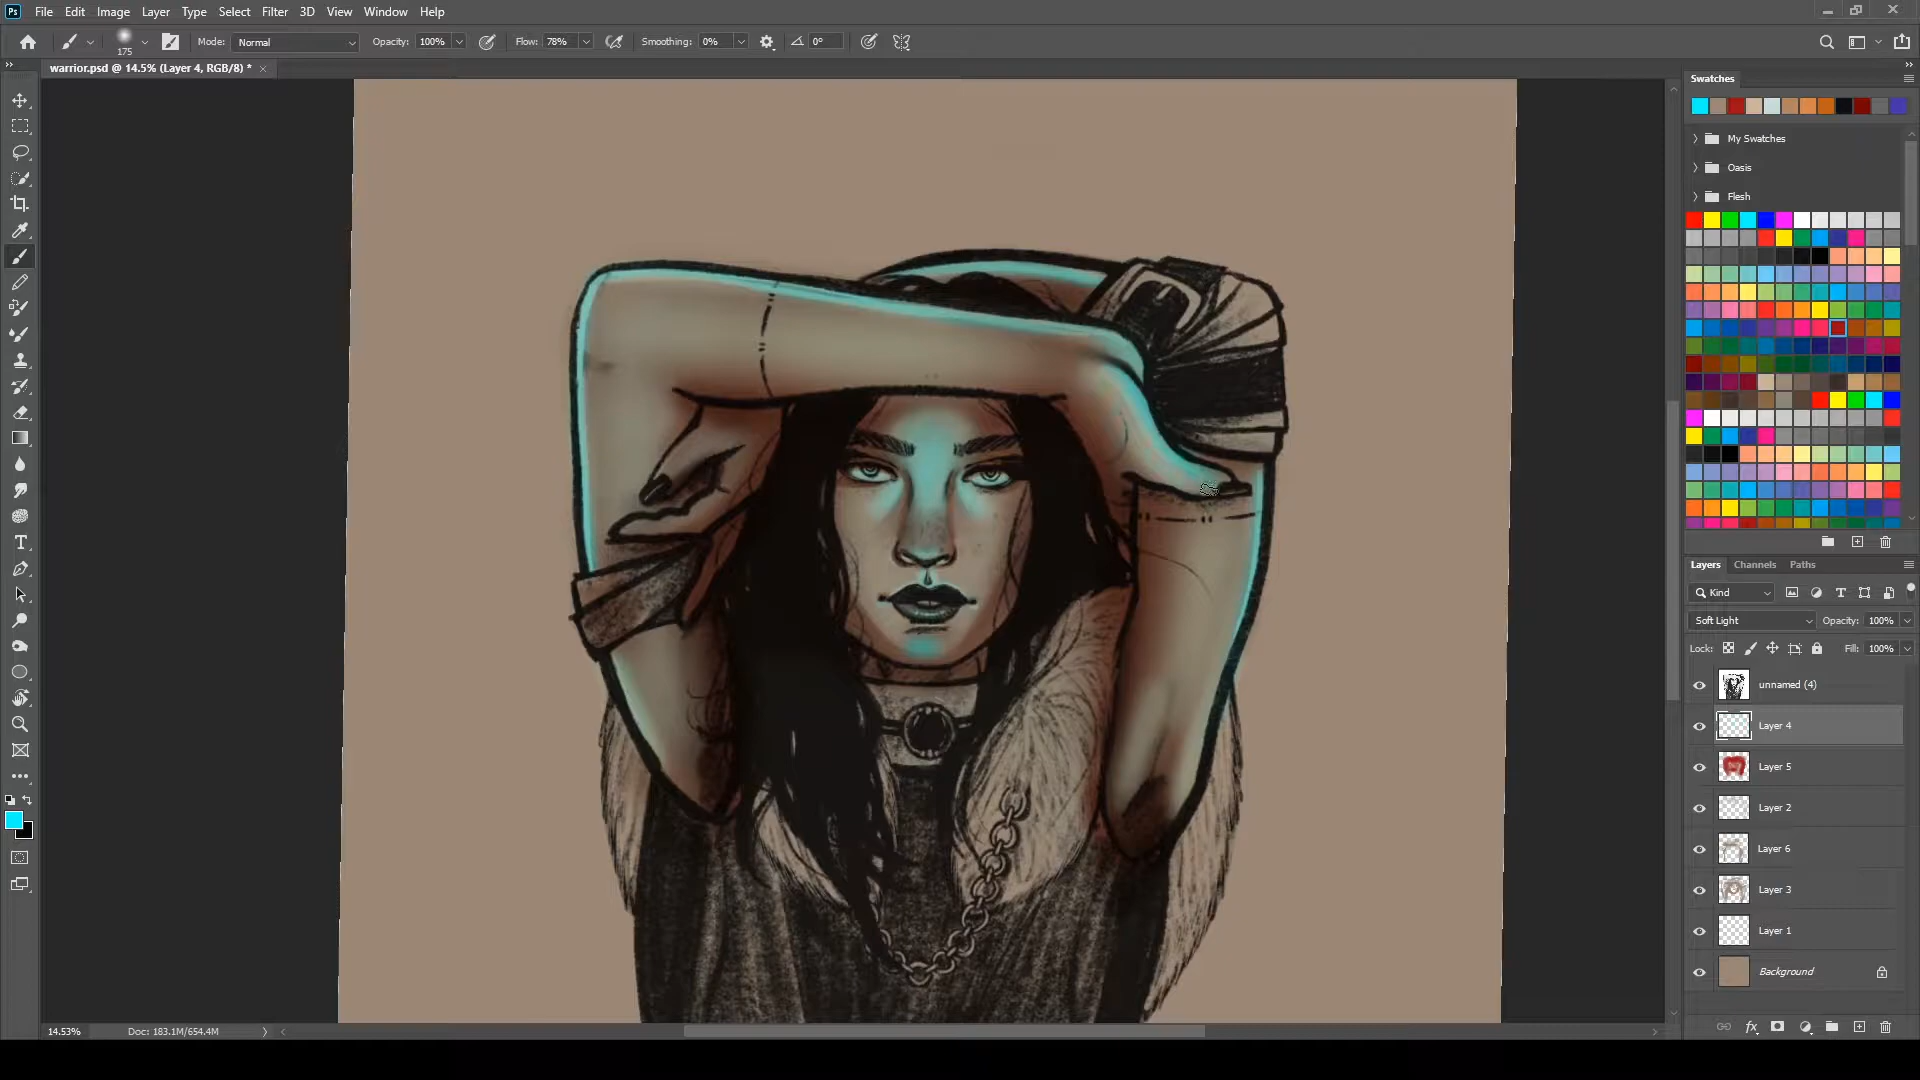 Ps File Edit Image Layer Type Select Filter 3D View Window Help
175 Mode: Normal Opacity: 100% Flow: 78% Smoothing: 0% 0°
warrior.psd @ 14.5% (Layer 4, RGB/8) *
Swatches
My Swatches
Oasis
Flesh
Layers Channels Paths
Kind
Soft Light Opacity: 100%
Lock: Fill: 100%
unnamed (4)
Layer 4
Layer 5
Layer 2
Layer 6
Layer 3
Layer 1
Background
14.53% Doc: 183.1M/654.4M
fx